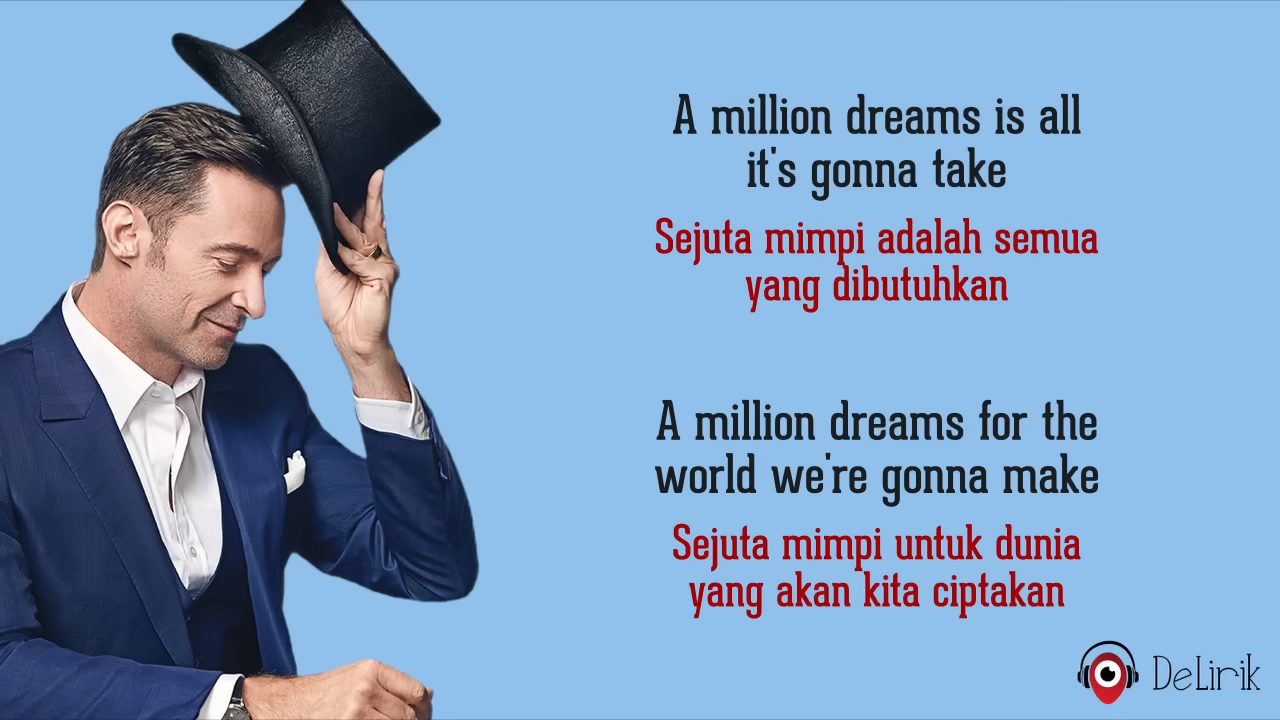 A million dreams is all
it's gonna take
Sejuta mimpi adalah semua
yang dibutuhkan
A million dreams for the
world we're gonna make
Sejuta mimpi untuk dunia
yang akan kita ciptakan
DeLirik